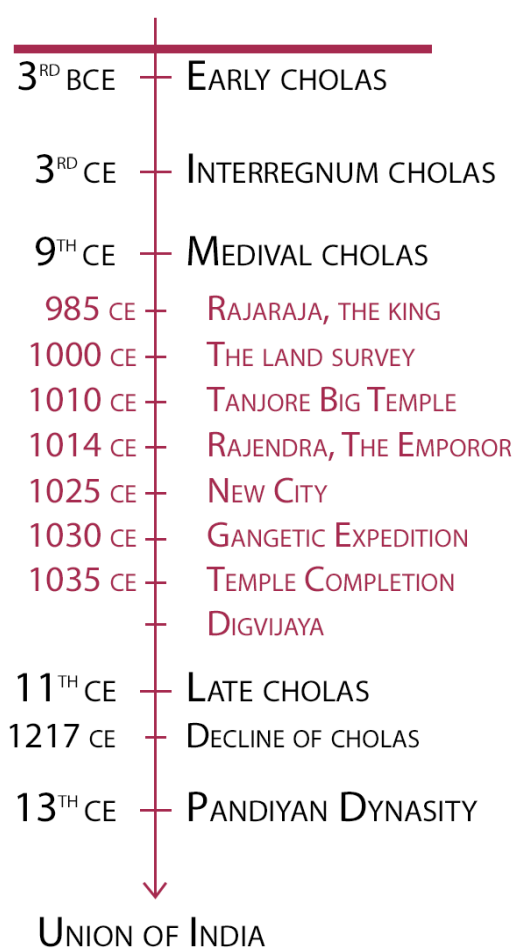 3RD BCE EARLY CHOLAS
3RD CE INTERREGNUM CHOLAS
9TH CE MEDIVAL CHOLAS
985 CE RAJARAJA, THE KING
1000 CE THE LAND SURVEY
1010 CE TANJORE BIG TEMPLE
1014 CE RAJENDRA, THE EMPOROR
1025 CE NEW CITY
1030 CE GANGETIC EXPEDITION
1035 CE TEMPLE COMPLETION
DIGVIJAYA
11TH CE LATE CHOLAS
1217 CE DECLINE OF CHOLAS
13TH CE PANDIYAN DYNASITY
UNION OF INDIA